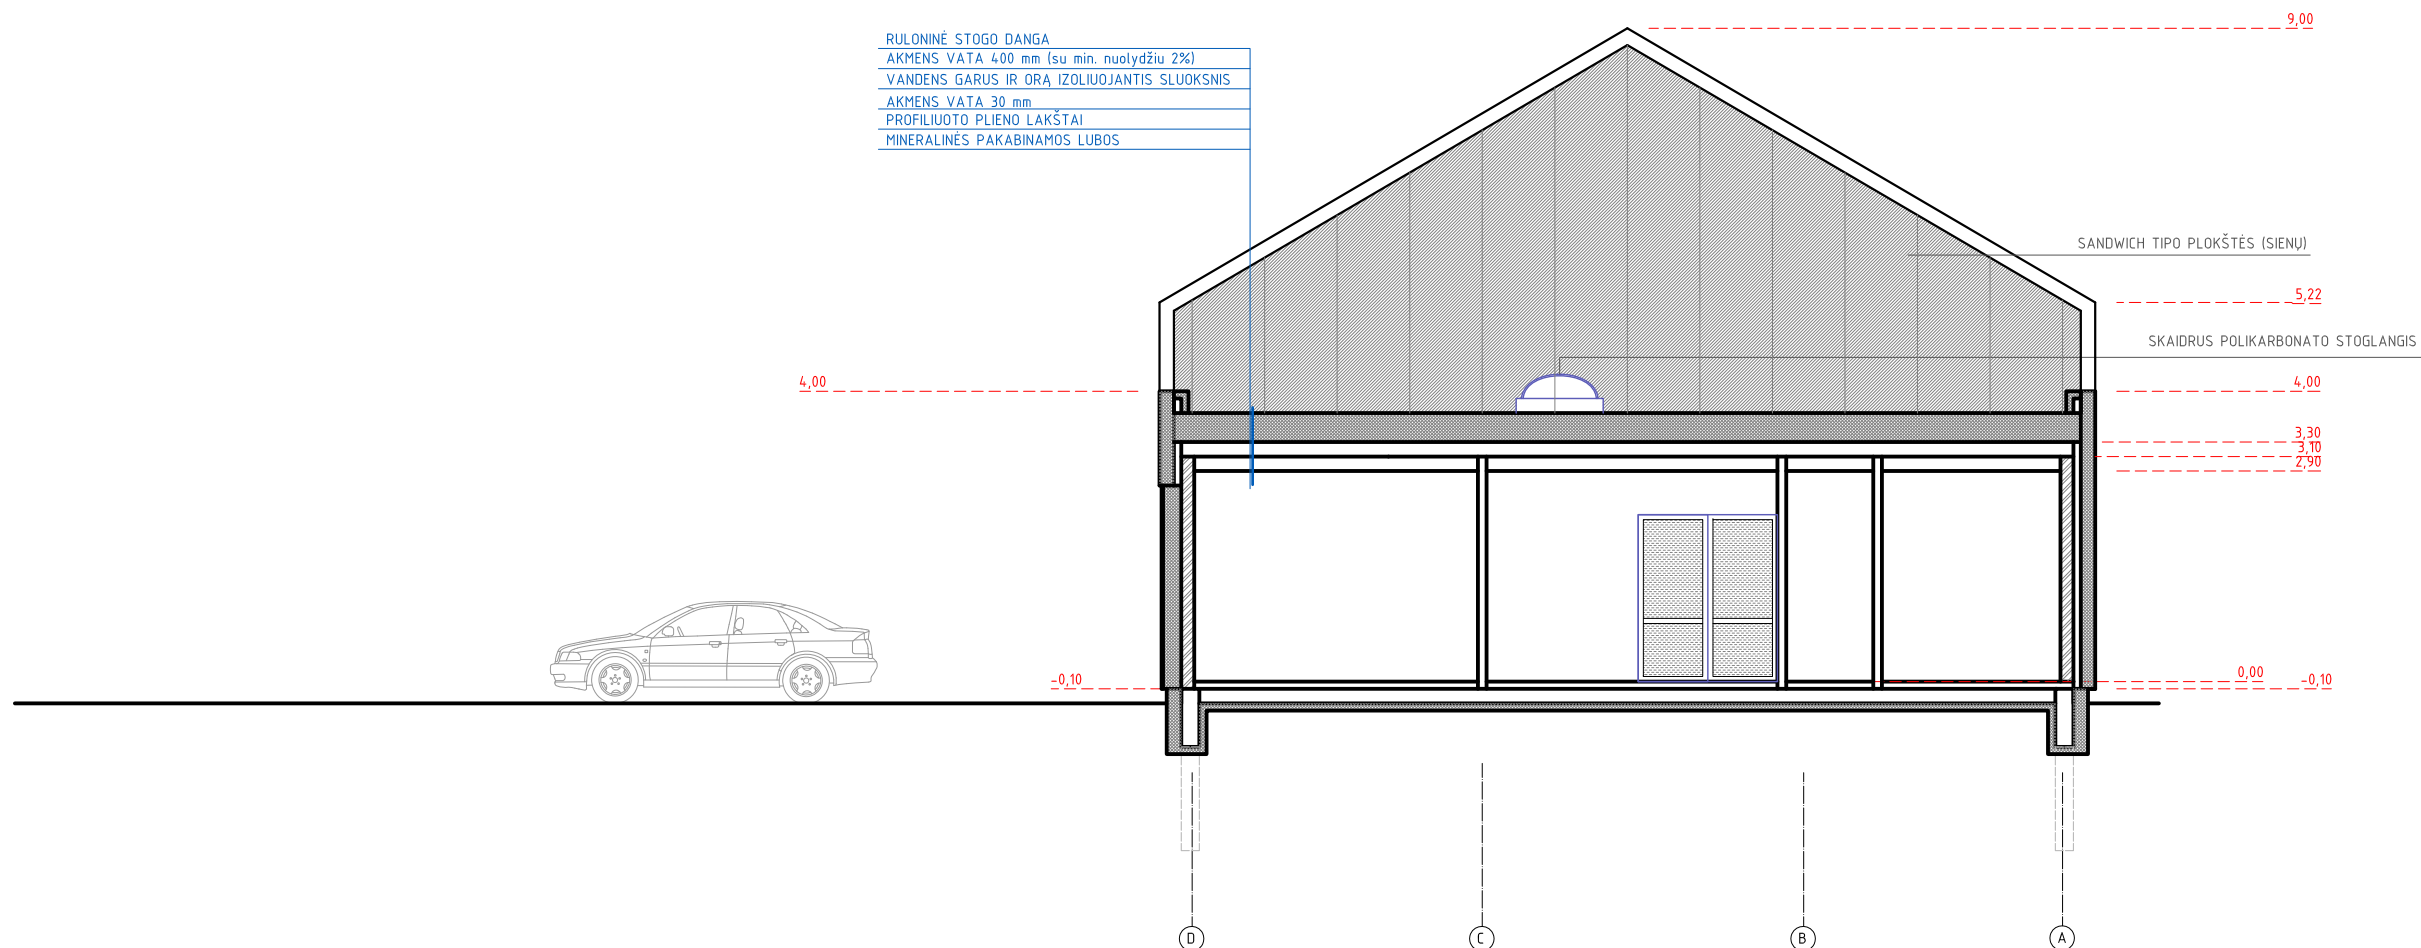 9,00
RULONINĖ STOGO DANGA
AKMENS VATA 400 mm (su min. nuolydžiu 2%)
VANDENS GARUS IR ORĄ IZOLIUOJANTIS SLUOKSNIS
AKMENS VATA 30 mm
PROFILIUOTO PLIENO LAKŠTAI
MINERALINĖS PAKABINAMOS LUBOS
SANDWICH TIPO PLOKŠTĖS (SIENŲ)
5,22
SKAIDRUS POLIKARBONATO STOGLANGIS
4,00
4,00
3,30
3,10
2,90
-0,10
0,00
-0,10
D
C
B
A